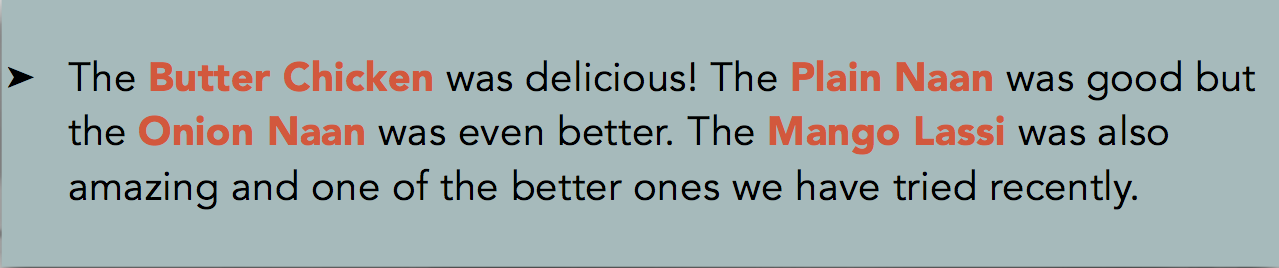 ➤ The Butter Chicken was delicious! The Plain Naan was good but
the Onion Naan was even better. The Mango Lassi was also
amazing and one of the better ones we have tried recently.